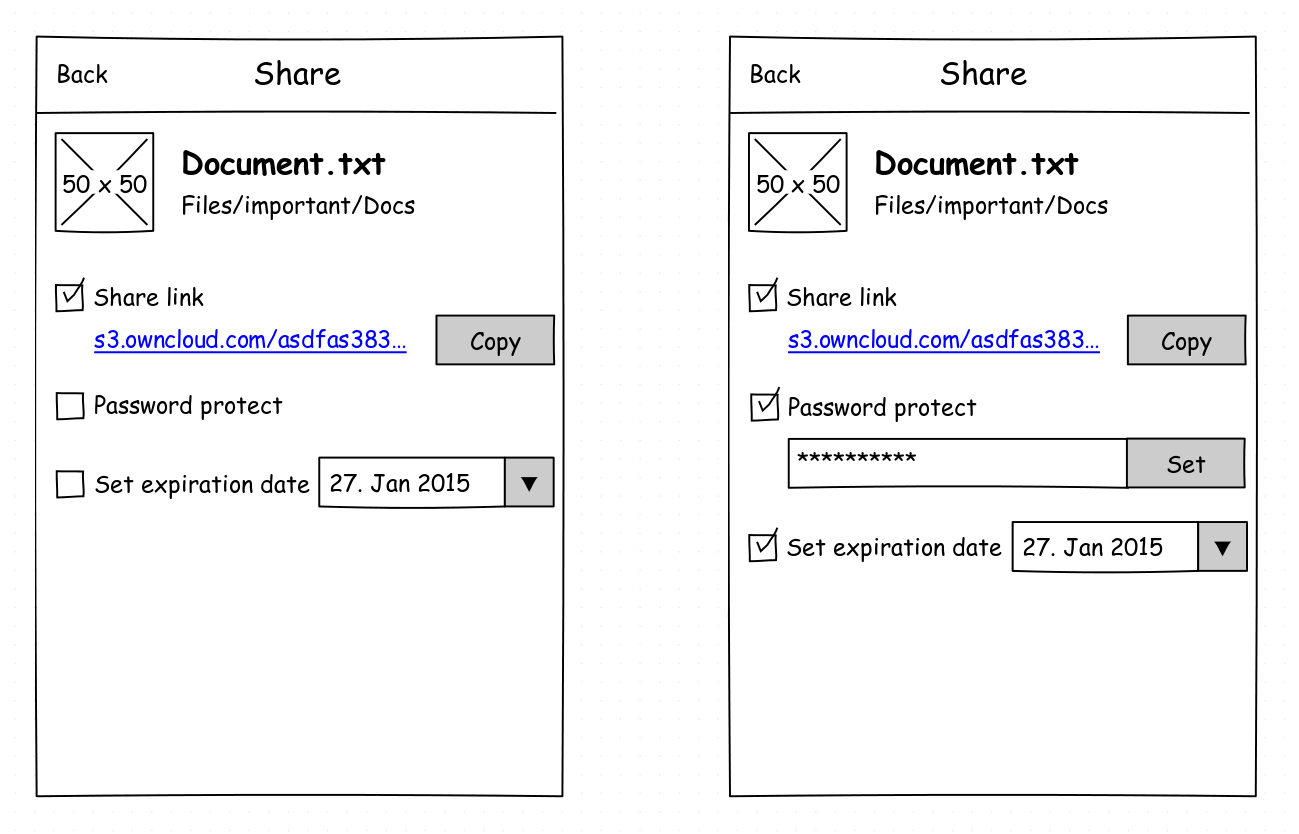 Back Share
50 x 50
Document.txt
Files/important/Docs
Share link
s3.owncloud.com/asdfas383...
Copy
Password protect
Set expiration date 27. Jan 2015 ▼
Back Share
50 x 50
Document.txt
Files/important/Docs
Share link
s3.owncloud.com/asdfas383...
Copy
Password protect
********** Set
Set expiration date 27. Jan 2015 ▼